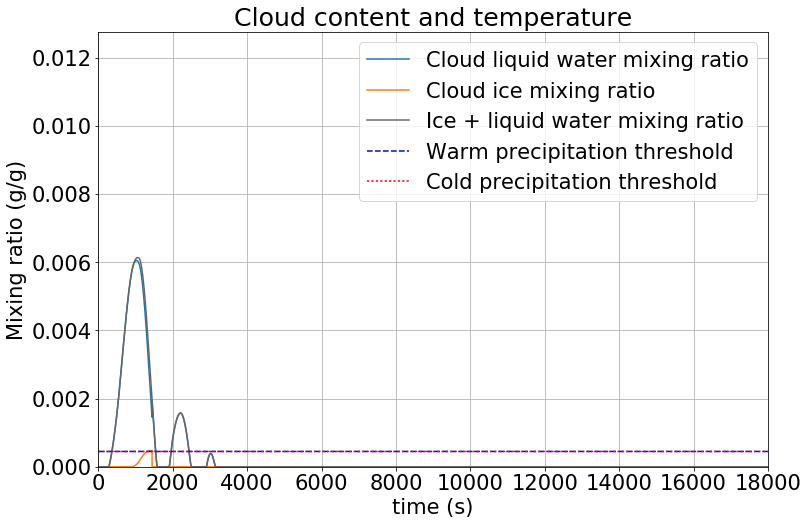 Cloud content and temperature
Cloud liquid water mixing ratio
Cloud ice mixing ratio
Ice + liquid water mixing ratio
Warm precipitation threshold
Cold precipitation threshold
Mixing ratio (g/g)
0.012
0.010
0.008
0.006
0.004
0.002
0.000
0 2000 4000 6000 8000 10000 12000 14000 16000 18000
time (s)